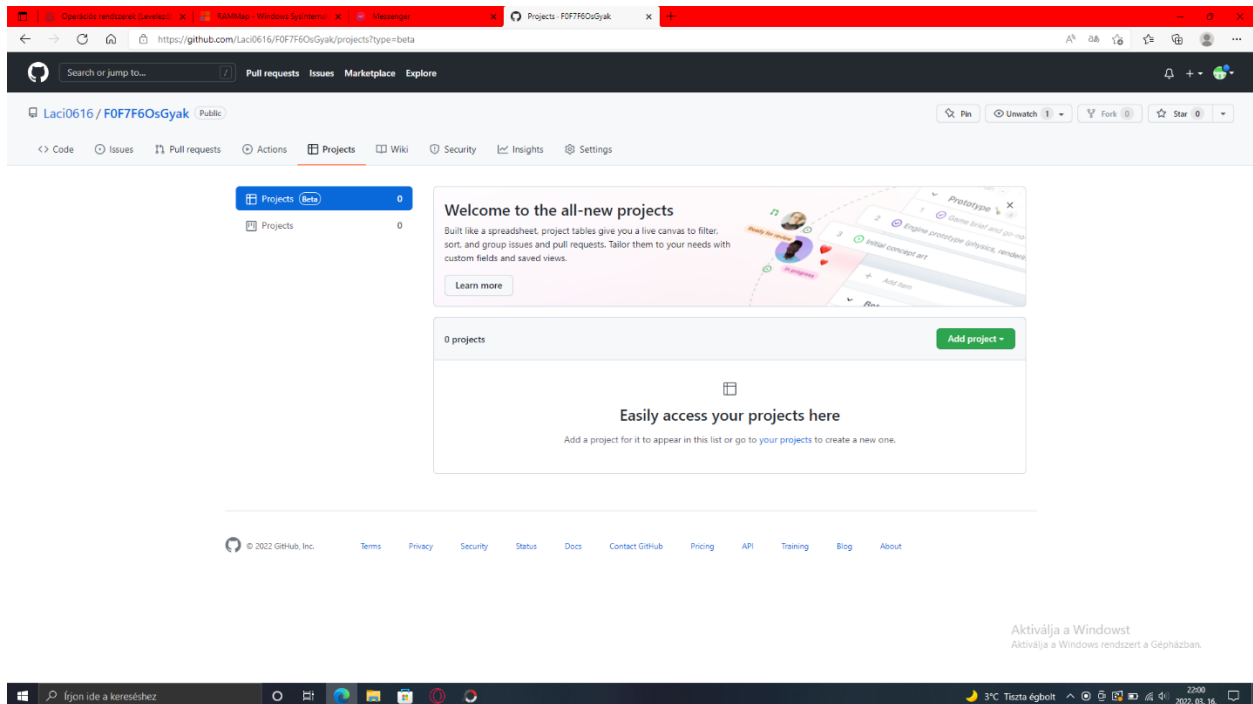 Operációs rendszerek (Levelező)
RAMMap - Windows Sysinternals
Messenger
Projects - F0F7F6OsGyak
https://github.com/Laci0616/F0F7F6OsGyak/projects?type=beta
Search or jump to...
/
Pull requests Issues Marketplace Explore
Laci0616 / F0F7F6OsGyak Public
Pin
Unwatch 1
Fork 0
Star 0
<> Code Issues Pull requests Actions Projects Wiki Security Insights Settings
Projects Beta 0
Projects 0
Welcome to the all-new projects
Built like a spreadsheet, project tables give you a live canvas to filter,
sort, and group issues and pull requests. Tailor them to your needs with
custom fields and saved views.
Learn more
Ready for review
In progress
Prototype
1 Game brief and go-no
2 Engine prototype (physics, renderin
3 Initial concept art
+ Add item
0 projects
Add project
Easily access your projects here
Add a project for it to appear in this list or go to your projects to create a new one.
© 2022 GitHub, Inc. Terms Privacy Security Status Docs Contact GitHub Pricing API Training Blog About
Aktiválja a Windowst
Aktiválja a Windows rendszert a Gépházban.
Írjon ide a kereséshez
3°C Tiszta égbolt
22:00
2022. 03. 16.